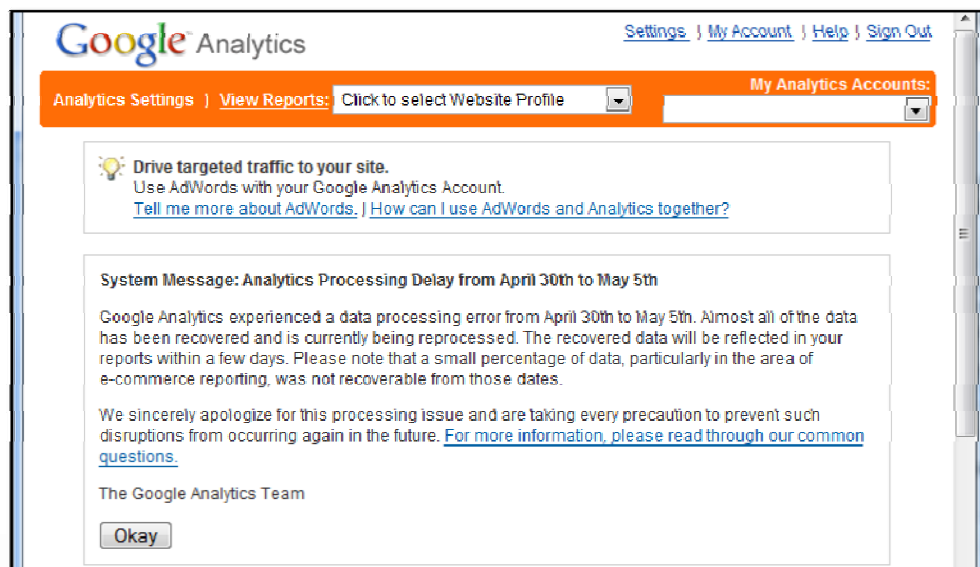 Google Analytics
Settings | My Account | Help | Sign Out
Analytics Settings | View Reports: Click to select Website Profile
My Analytics Accounts:
Drive targeted traffic to your site.
Use AdWords with your Google Analytics Account.
Tell me more about AdWords. | How can I use AdWords and Analytics together?
System Message: Analytics Processing Delay from April 30th to May 5th
Google Analytics experienced a data processing error from April 30th to May 5th. Almost all of the data
has been recovered and is currently being reprocessed. The recovered data will be reflected in your
reports within a few days. Please note that a small percentage of data, particularly in the area of
e-commerce reporting, was not recoverable from those dates.
We sincerely apologize for this processing issue and are taking every precaution to prevent such
disruptions from occurring again in the future. For more information, please read through our common
questions.
The Google Analytics Team
Okay